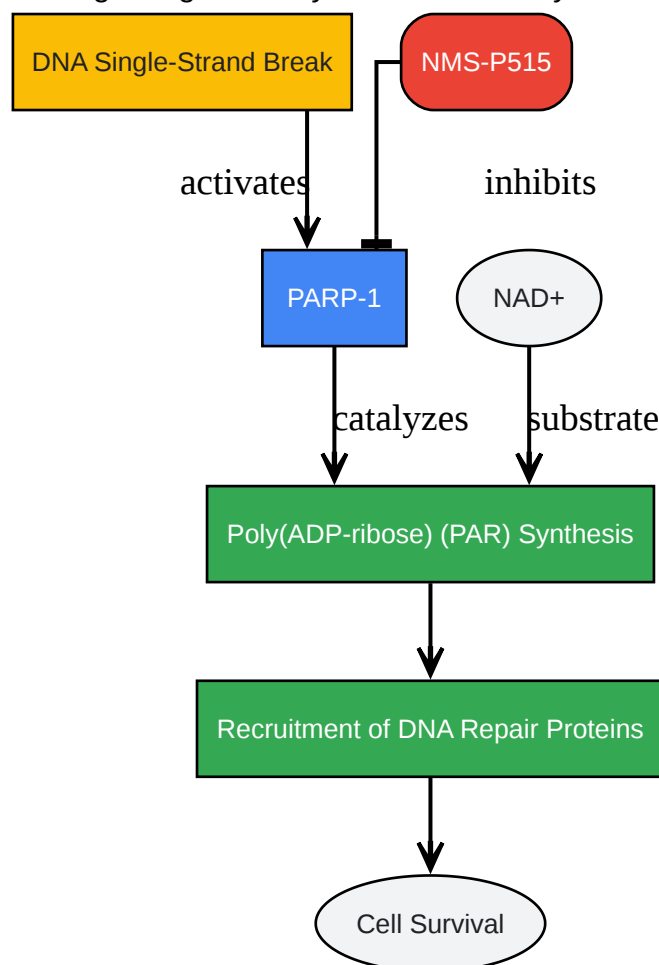 DNA Single-Strand Break
NMS-P515
activates
inhibits
PARP-1
NAD+
catalyzes
substrate
Poly(ADP-ribose) (PAR) Synthesis
Recruitment of DNA Repair Proteins
Cell Survival